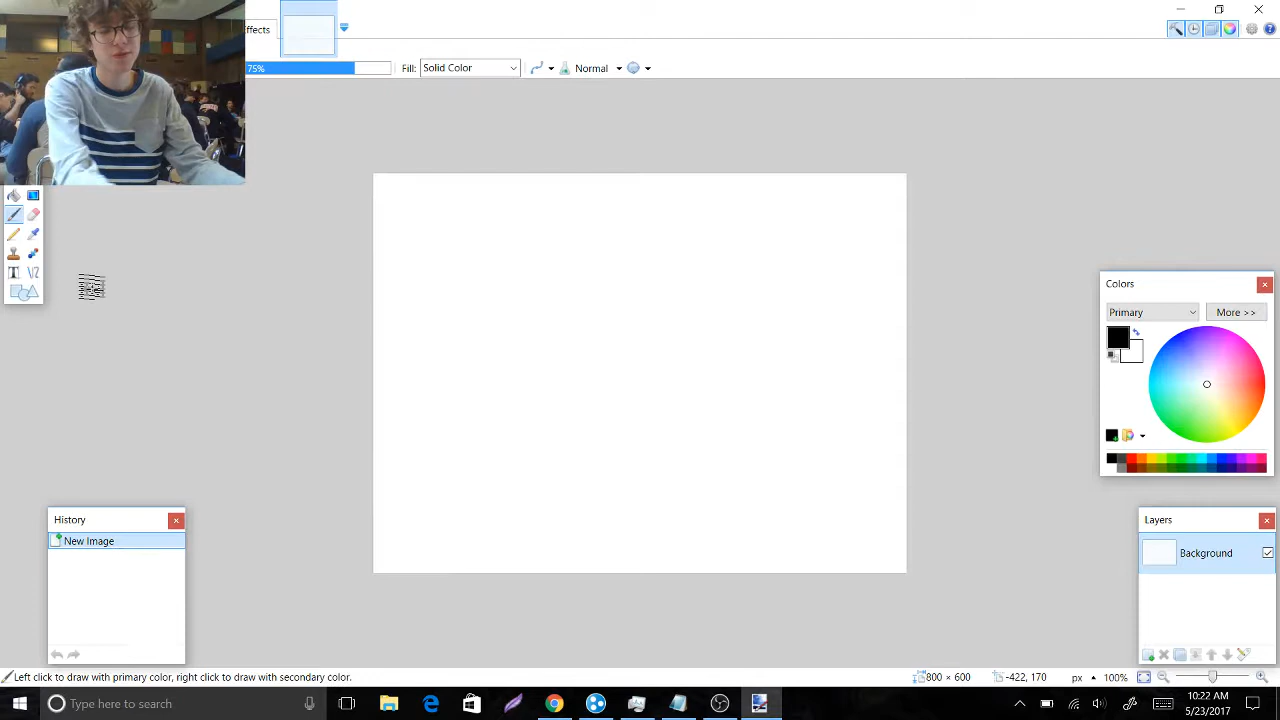 ffects
75%
Fill: Solid Color
Normal
Colors
Primary
More >>
History
New Image
Layers
Background
Left click to draw with primary color, right click to draw with secondary color.
800 × 600
-422, 170
px
100%
Type here to search
10:22 AM
5/23/2017